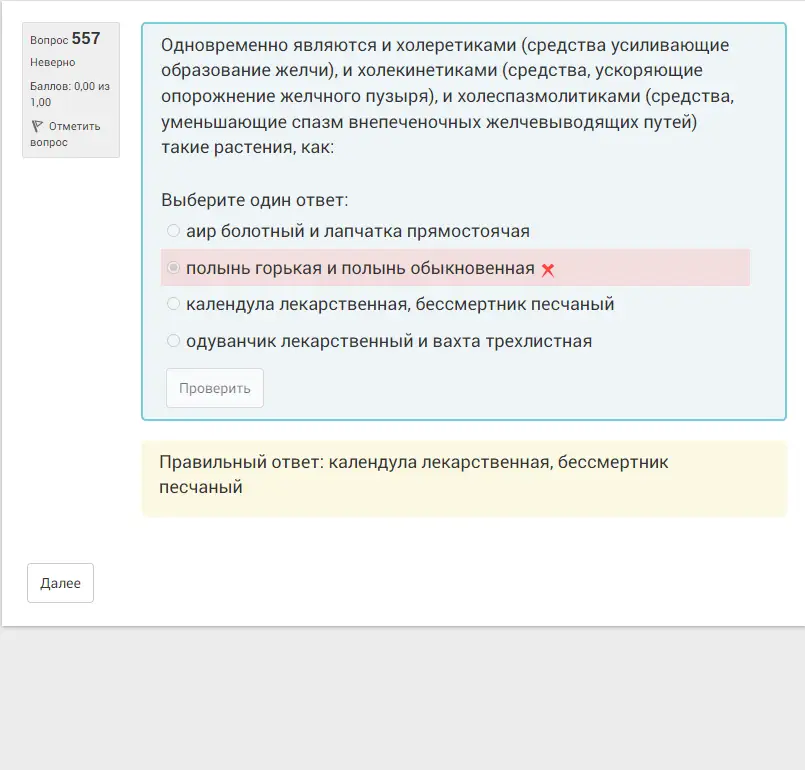 Вопрос 557
Неверно
Баллов: 0,00 из
1,00
Отметить
вопрос
Одновременно являются и холеретиками (средства усиливающие
образование желчи), и холекинетиками (средства, ускоряющие
опорожнение желчного пузыря), и холеспазмолитиками (средства,
уменьшающие спазм внепеченочных желчевыводящих путей)
такие растения, как:
Выберите один ответ:
аир болотный и лапчатка прямостоячая
полынь горькая и полынь обыкновенная
календула лекарственная, бессмертник песчаный
одуванчик лекарственный и вахта трехлистная
Проверить
Правильный ответ: календула лекарственная, бессмертник
песчаный
Далее